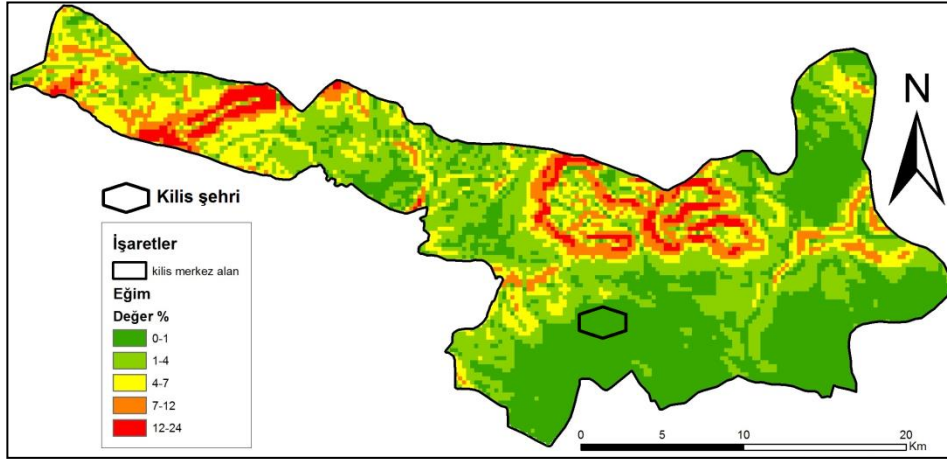 N
Kilis şehri
İşaretler
kilis merkez alan
Eğim
Değer %
0-1
1-4
4-7
7-12
12-24
0 5 10 20
Km